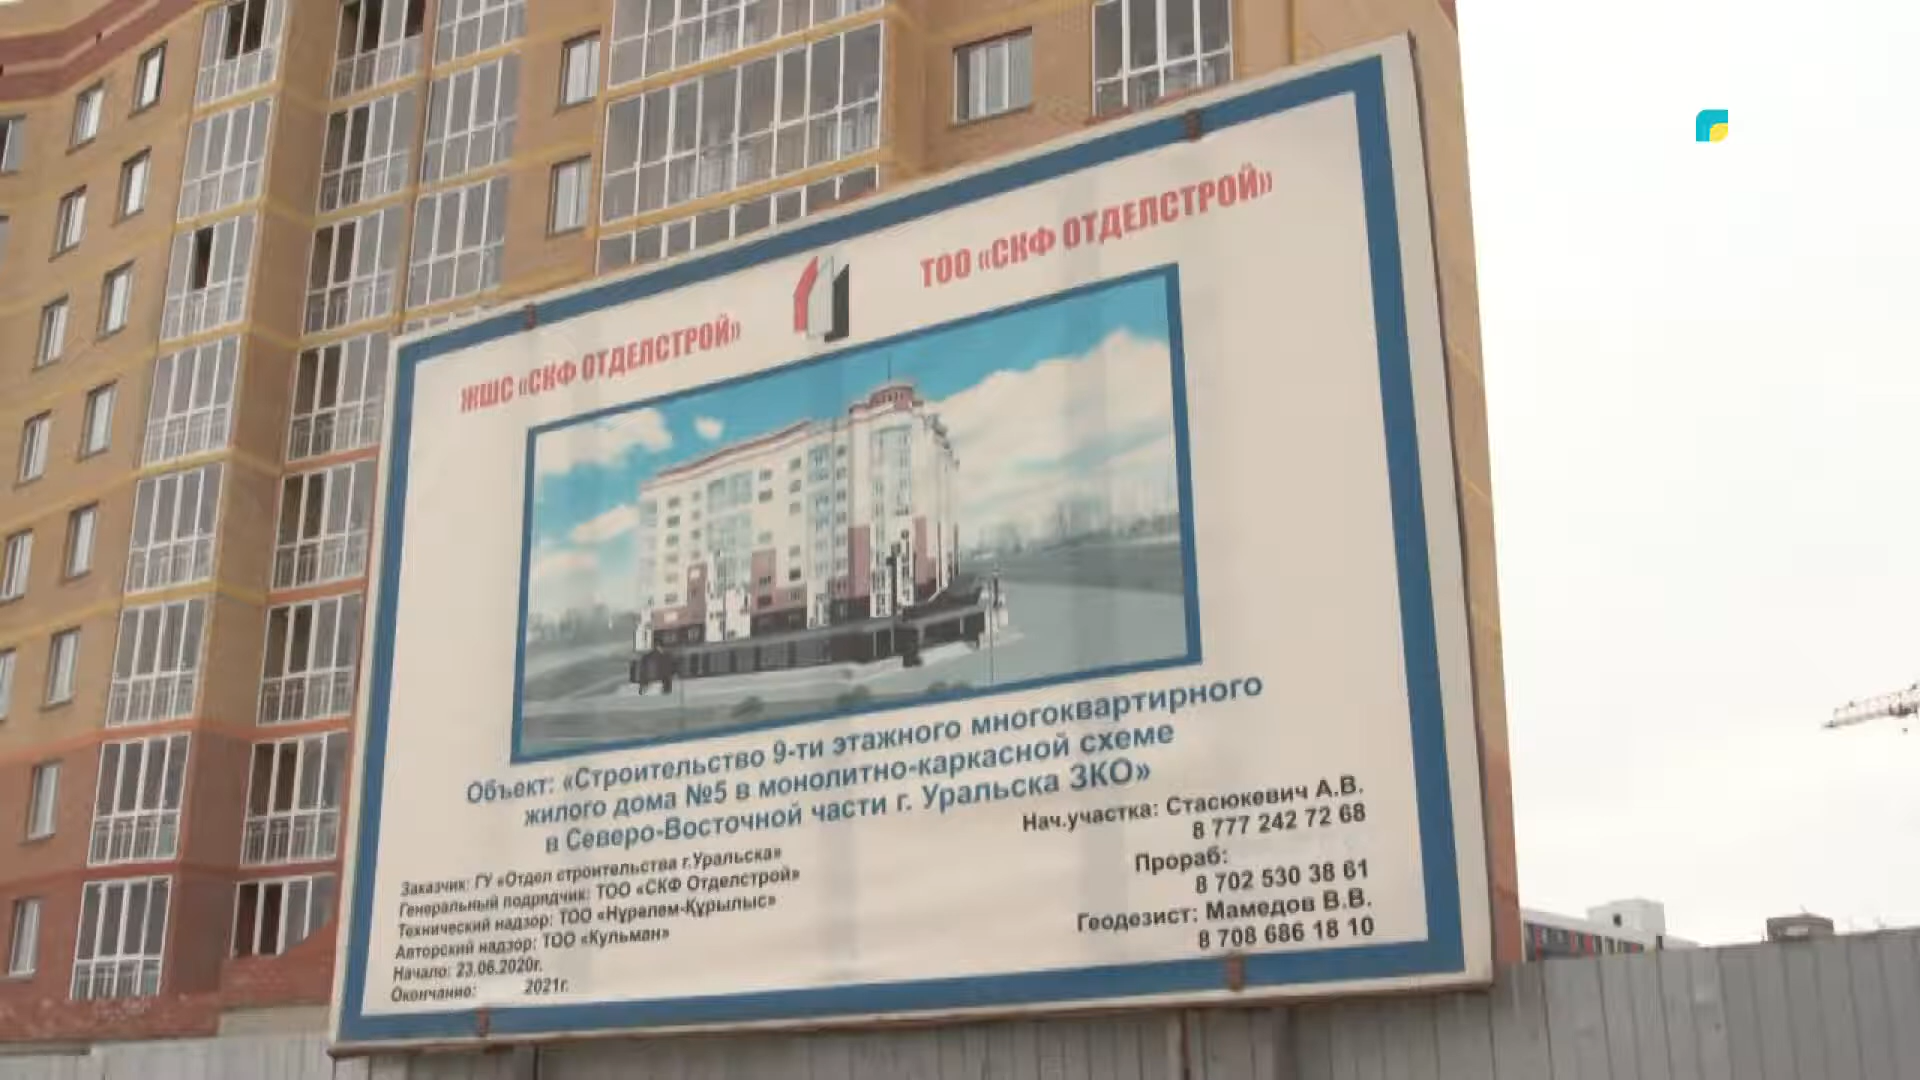 ЖШС «СКФ ОТДЕЛСТРОЙ»
ТОО «СКФ ОТДЕЛСТРОЙ»
Объект: «Строительство 9-ти этажного многоквартирного
жилого дома №5 в монолитно-каркасной схеме
в Северо-Восточной части г. Уральска ЗКО»
Заказчик: ГУ «Отдел строительства г.Уральска»
Генеральный подрядчик: ТОО «СКФ Отделстрой»
Технический надзор: ТОО «Нұрәлем-Құрылыс»
Авторский надзор: ТОО «Кульман»
Начало: 23.06.2020г.
Окончание: 2021г.
Нач.участка: Стасюкевич А.В.
8 777 242 72 68
Прораб:
8 702 530 38 61
Геодезист: Мамедов В.В.
8 708 686 18 10